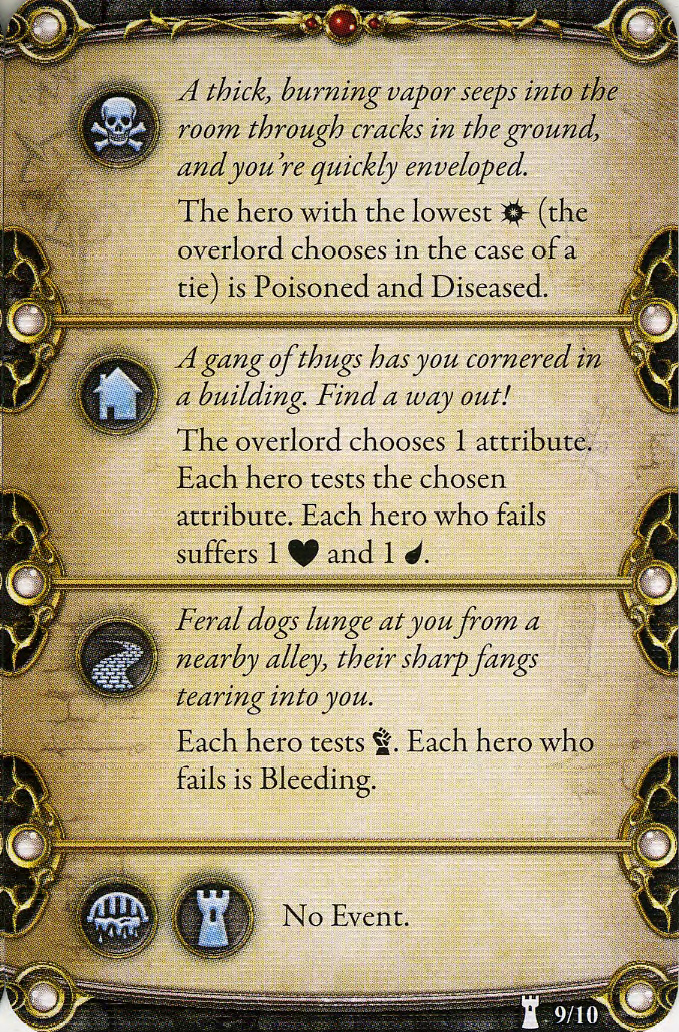 A thick, burning vapor seeps into the
room through cracks in the ground,
and you're quickly enveloped.
The hero with the lowest (the
overlord chooses in the case of a
tie) is Poisoned and Diseased.
A gang of thugs has you cornered in
a building. Find a way out!
The overlord chooses 1 attribute.
Each hero tests the chosen
attribute. Each hero who fails
suffers 1 and 1 .
Feral dogs lunge at you from a
nearby alley, their sharp fangs
tearing into you.
Each hero tests . Each hero who
fails is Bleeding.
No Event.
9/10